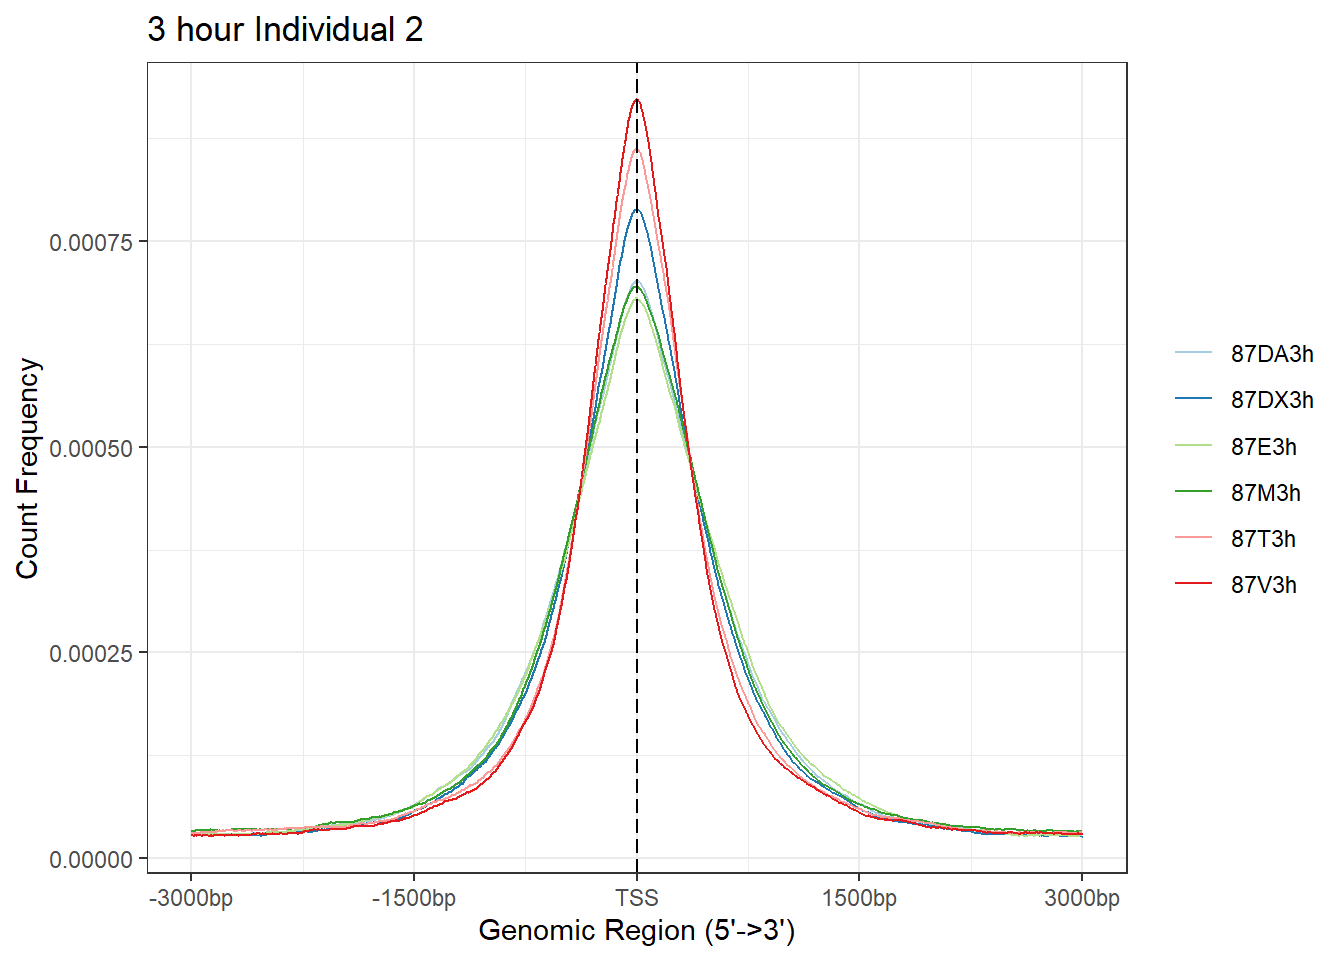 3 hour Individual 2
Count Frequency
0.00075
0.00050
0.00025
0.00000
-3000bp
-1500bp
TSS
1500bp
3000bp
Genomic Region (5'->3')
87DA3h
87DX3h
87E3h
87M3h
87T3h
87V3h